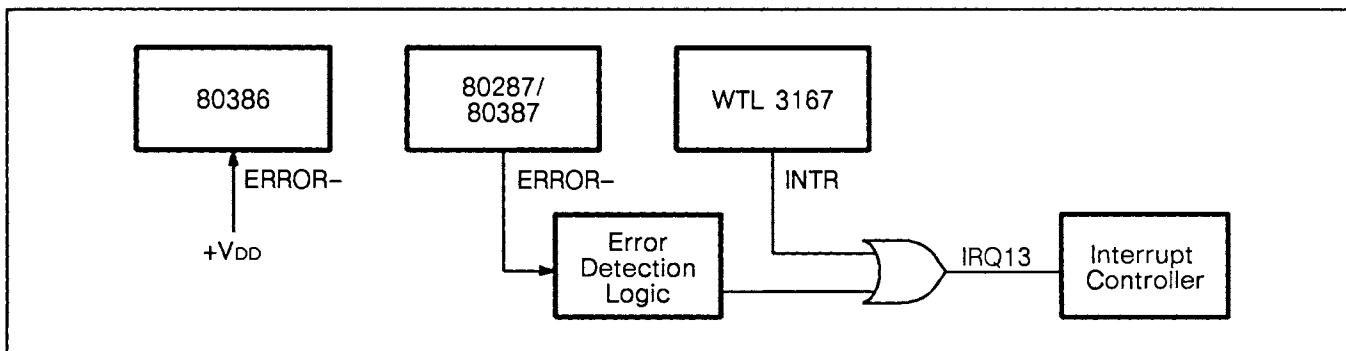 80386
80287/
80387
WTL 3167
ERROR–
ERROR–
INTR
+VDD
Error
Detection
Logic
IRQ13
Interrupt
Controller